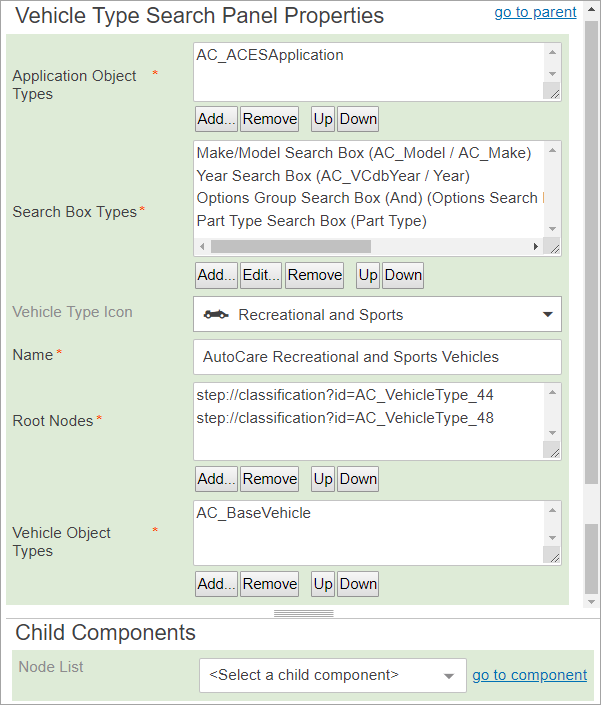 Vehicle Type Search Panel Properties
go to parent
Application Object Types *
AC_ACESApplication
Add... Remove Up Down
Search Box Types *
Make/Model Search Box (AC_Model / AC_Make)
Year Search Box (AC_VCdbYear / Year)
Options Group Search Box (And) (Options Search
Part Type Search Box (Part Type)
Add... Edit... Remove Up Down
Vehicle Type Icon
Recreational and Sports
Name *
AutoCare Recreational and Sports Vehicles
Root Nodes *
step://classification?id=AC_VehicleType_44
step://classification?id=AC_VehicleType_48
Add... Remove Up Down
Vehicle Object Types *
AC_BaseVehicle
Add... Remove Up Down
Child Components
Node List
<Select a child component>
go to component